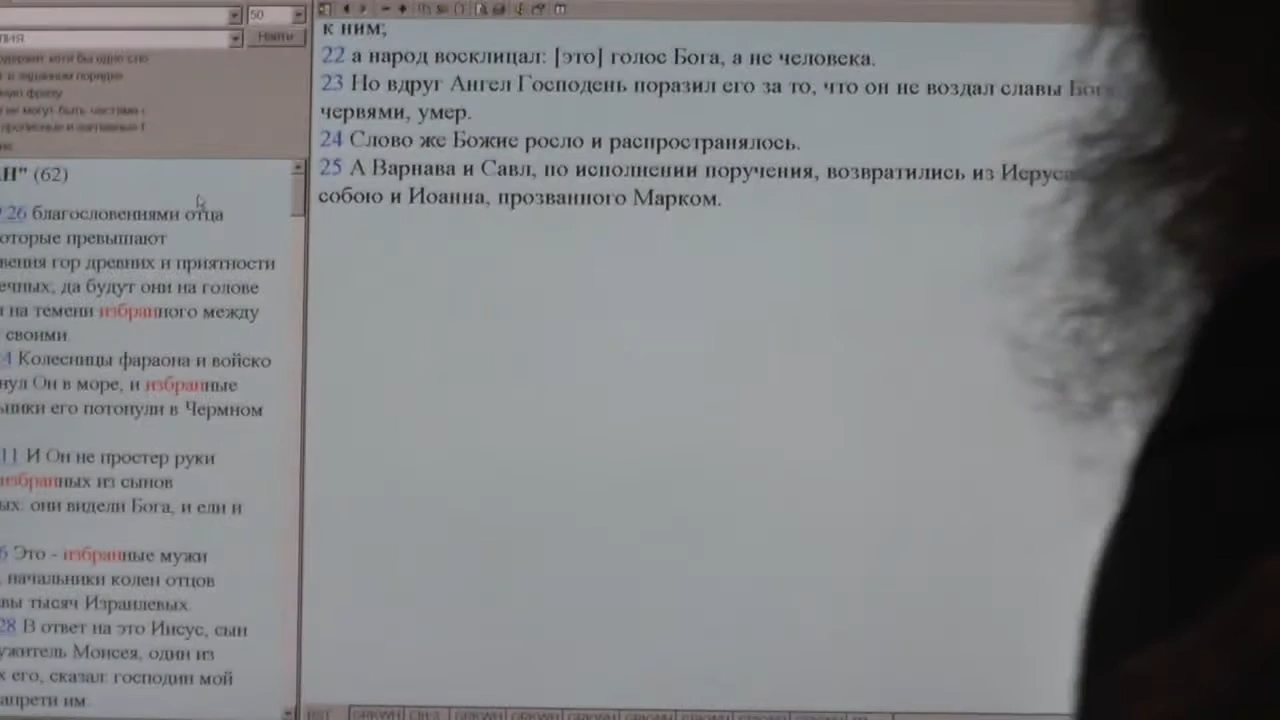 50
Найти
АН" (62)
26 благословениями отца
оторые превышают
вения гор древних и приятности
ечных, да будут они на голове
и на темени избранного между
своими
4 Колесницы фараона и войско
нул Он в море, и избранные
ьники его потонули в Чермном
11 И Он не простер руки
избранных из сынов
ых: они видели Бога, и ели и
6 Это - избранные мужи
, начальники колен отцов
вы тысяч Израилевых.
28 В ответ на это Иисус, сын
ужитель Моисея, один из
х его, сказал: господин мой
апрети им.
к ним;
22 а народ восклицал: [это] голос Бога, а не человека.
23 Но вдруг Ангел Господень поразил его за то, что он не воздал славы Бог
червями, умер.
24 Слово же Божие росло и распространялось.
25 А Варнава и Савл, по исполнении поручения, возвратились из Иеруса
собою и Иоанна, прозванного Марком.